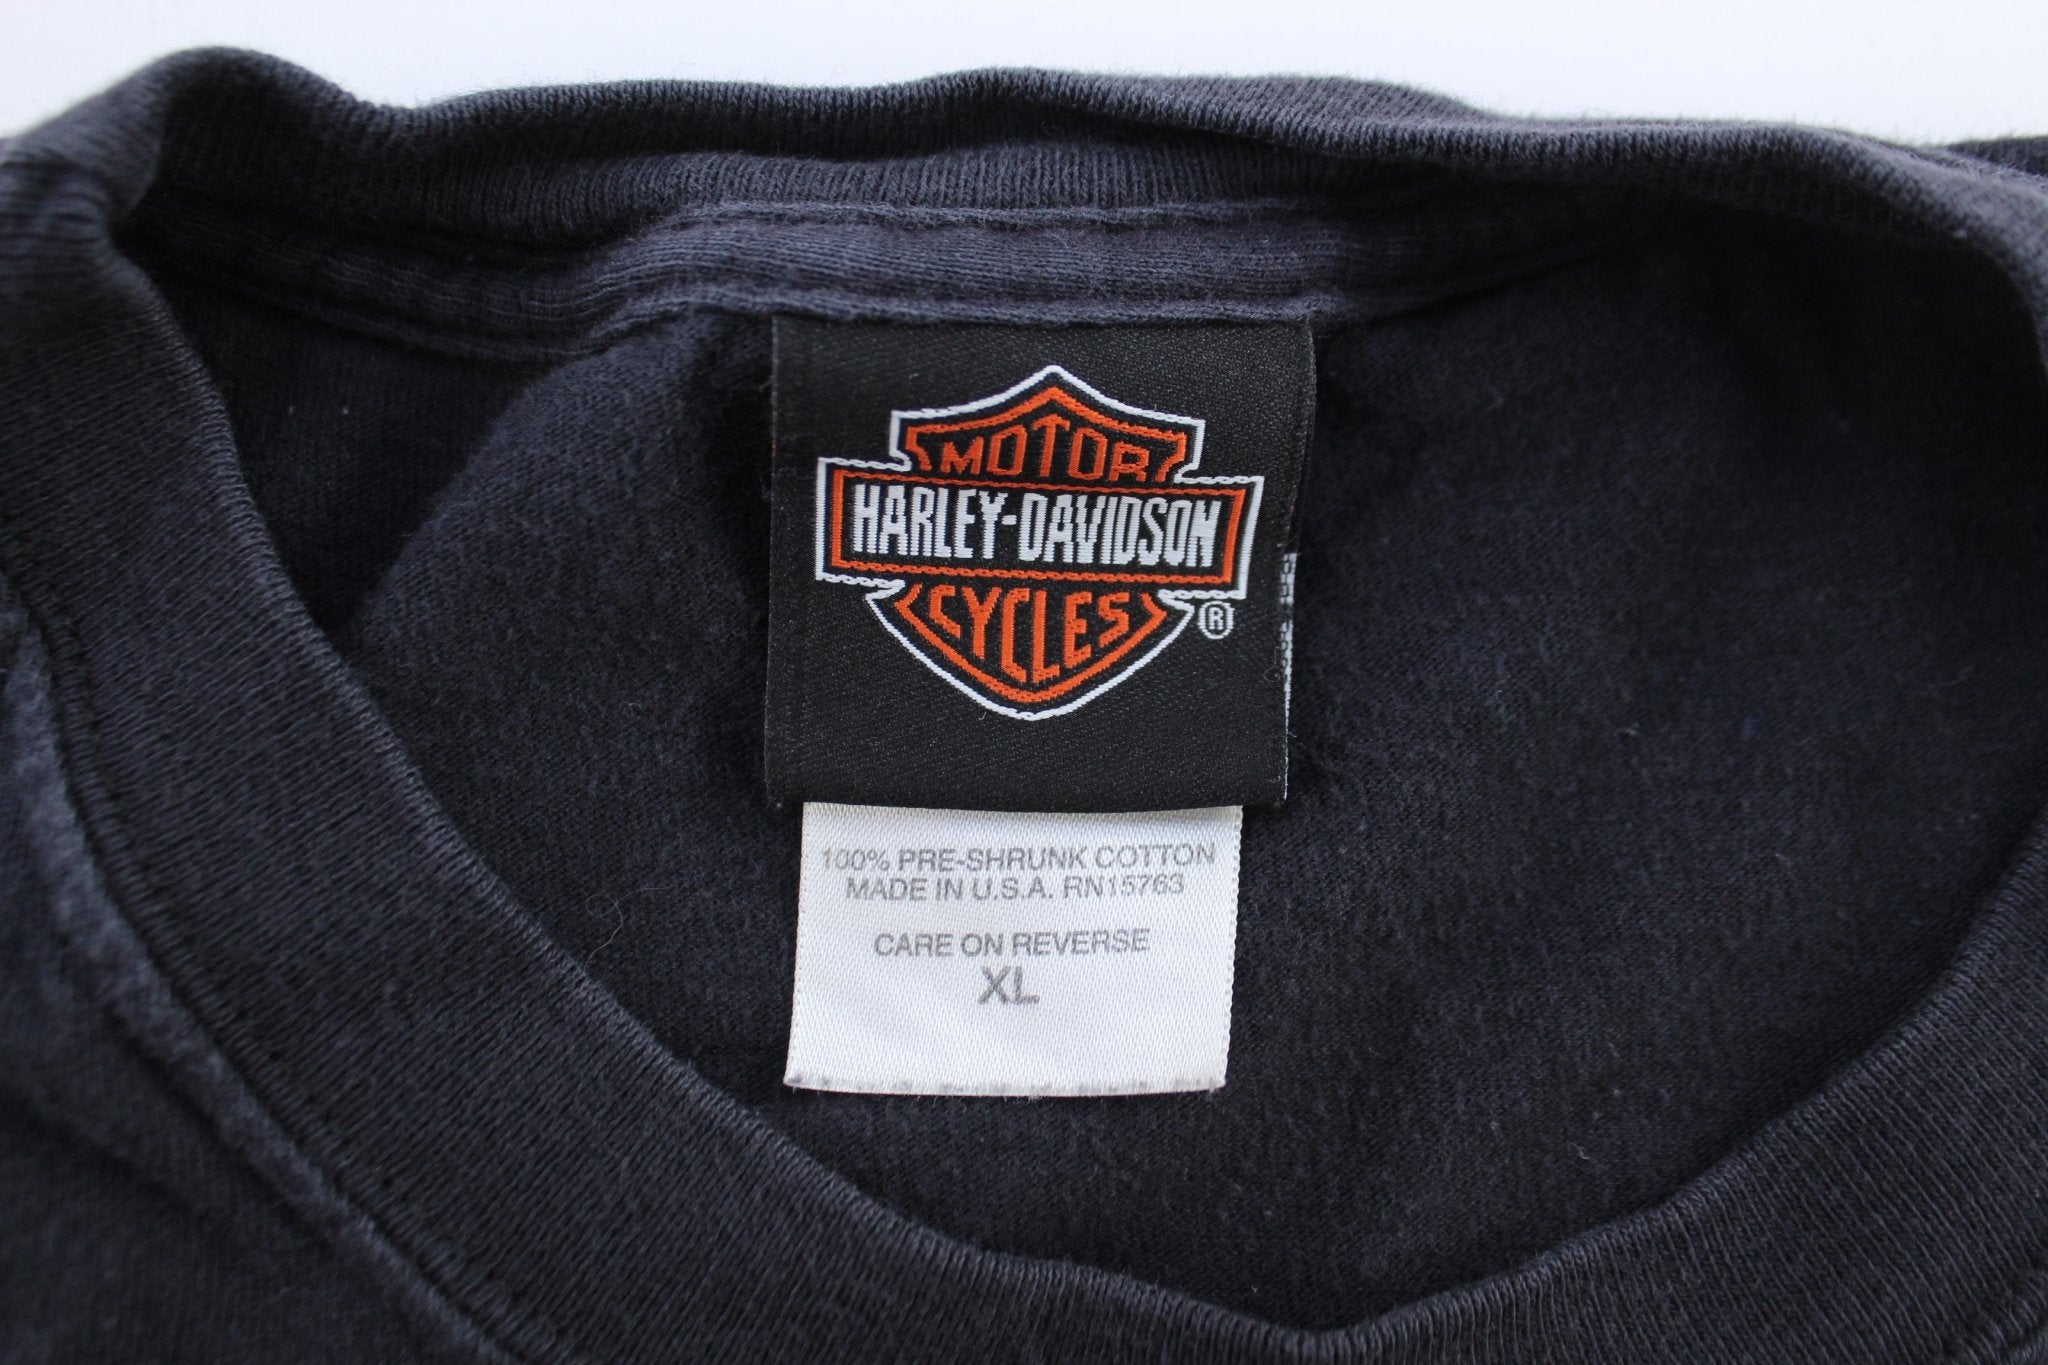 MOTOR
HARLEY-DAVIDSON
CYCLES
®
100% PRE-SHRUNK COTTON
MADE IN U.S.A. RN15763
CARE ON REVERSE
XL